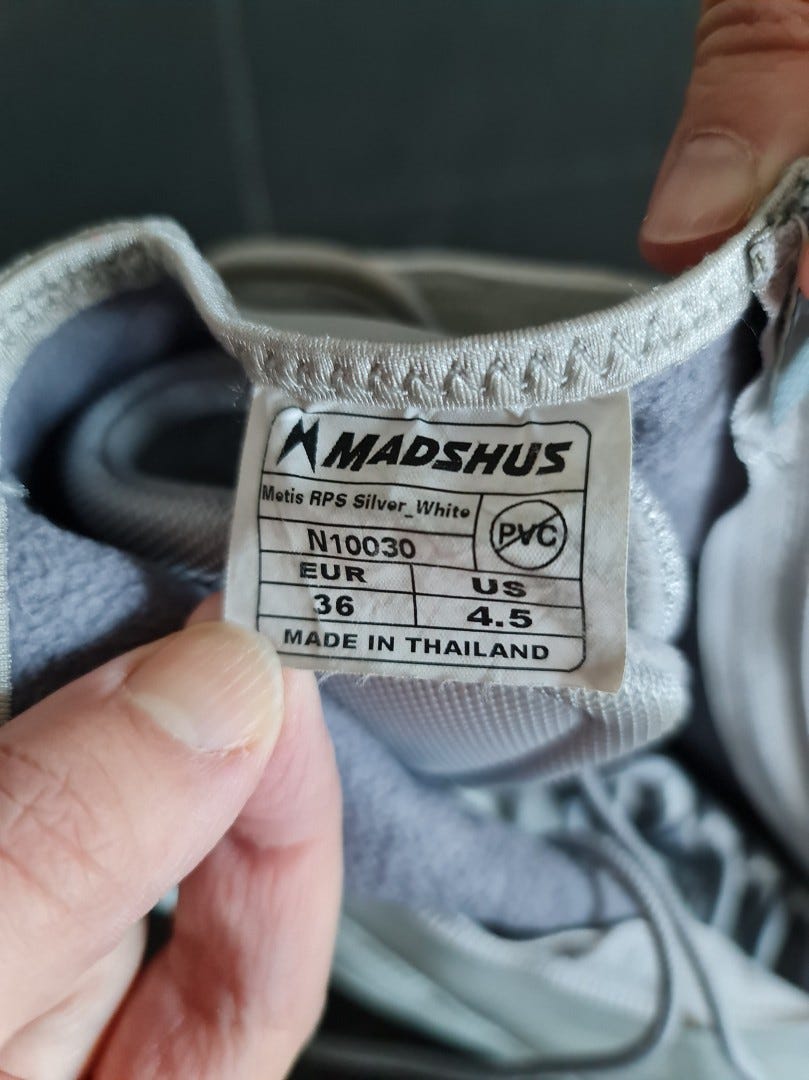 MADSHUS
Metis RPS Silver_White
PVC
N10030
EUR US
36 4.5
MADE IN THAILAND